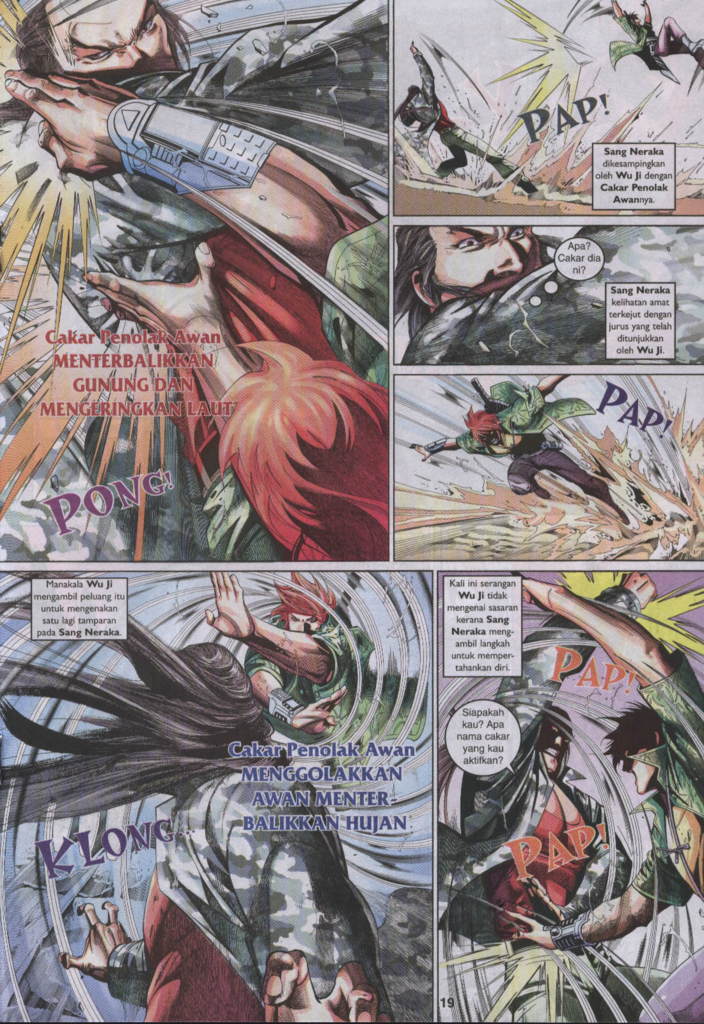 Cakar Penolak Awan
MENTERBALIKKAN
GUNUNG DAN
MENGERINGKAN LAUT
PONG!
PAP!
Sang Neraka
dikesampingkan
oleh Wu Ji dengan
Cakar Penolak
Awannya.
Apa?
Cakar dia
ni?
Sang Neraka
kelihatan amat
terkejut dengan
jurus yang telah
ditunjukkan
oleh Wu Ji.
PAP!
Manakala Wu Ji
mengambil peluang itu
untuk mengenakan
satu lagi tamparan
pada Sang Neraka.
Cakar Penolak Awan
MENGGOLAKKAN
AWAN MENTER-
BALIKKAN HUJAN
KLONG...
Kali ini serangan
Wu Ji tidak
mengenai sasaran
kerana Sang
Neraka meng-
ambil langkah
untuk memper-
tahankan diri.
PAP!
Siapakah
kau? Apa
nama cakar
yang kau
aktifkan?
PAP!
19